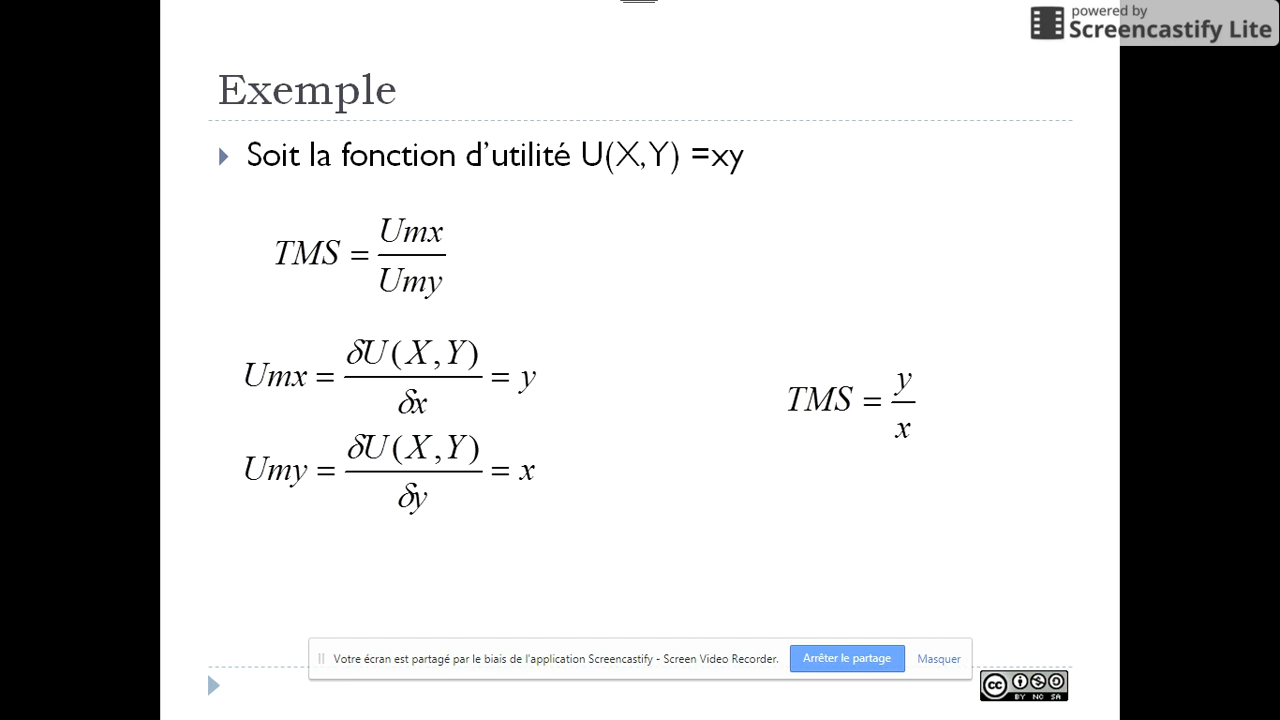 powered by
Screencastify Lite
Exemple
Soit la fonction d'utilité U(X,Y) =xy
TMS = Umx / Umy
Umx = δU(X,Y) / δx = y
TMS = y / x
Umy = δU(X,Y) / δy = x
Votre écran est partagé par le biais de l'application Screencastify - Screen Video Recorder. Arrêter le partage Masquer
cc BY NC SA